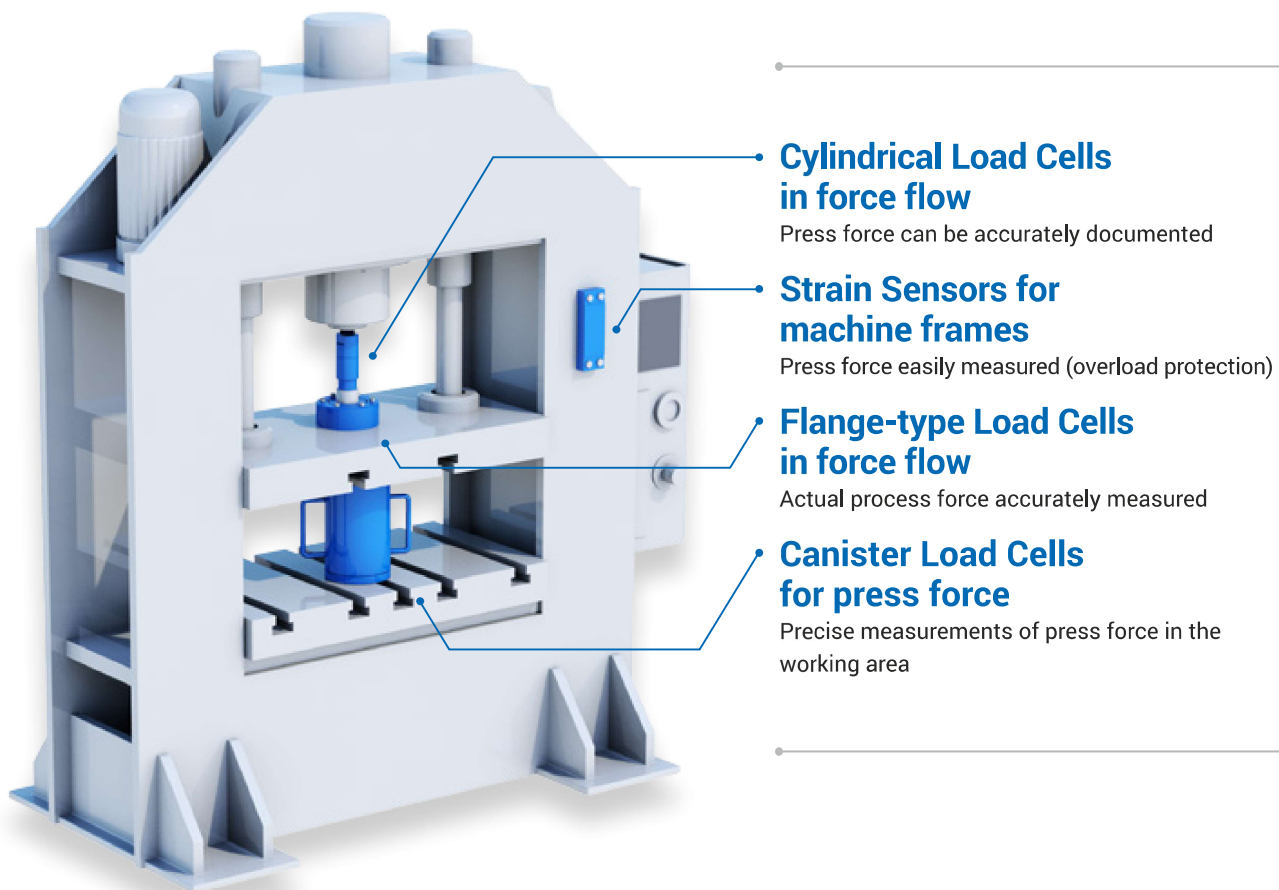 Cylindrical Load Cells
in force flow
Press force can be accurately documented
Strain Sensors for
machine frames
Press force easily measured (overload protection)
Flange-type Load Cells
in force flow
Actual process force accurately measured
Canister Load Cells
for press force
Precise measurements of press force in the
working area